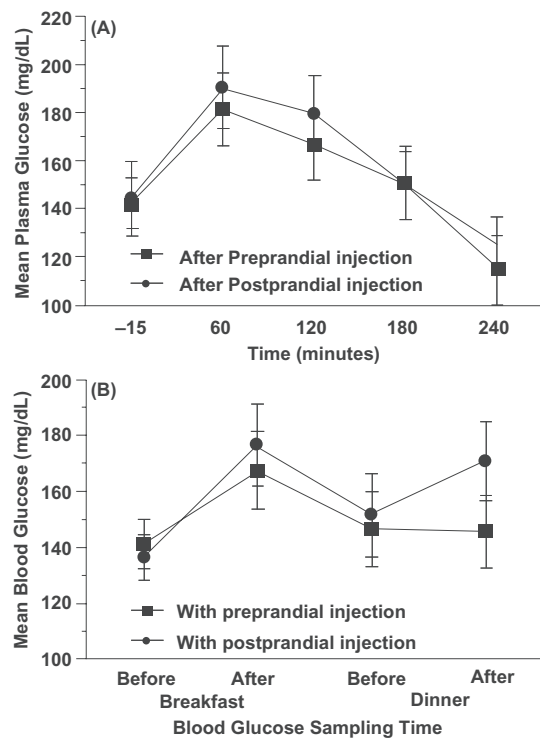 (A)
Mean Plasma Glucose (mg/dL)
220
200
180
160
140
120
100
After Preprandial injection
After Postprandial injection
–15 60 120 180 240
Time (minutes)
(B)
Mean Blood Glucose (mg/dL)
200
180
160
140
120
100
With preprandial injection
With postprandial injection
Before After Before After
Breakfast Dinner
Blood Glucose Sampling Time